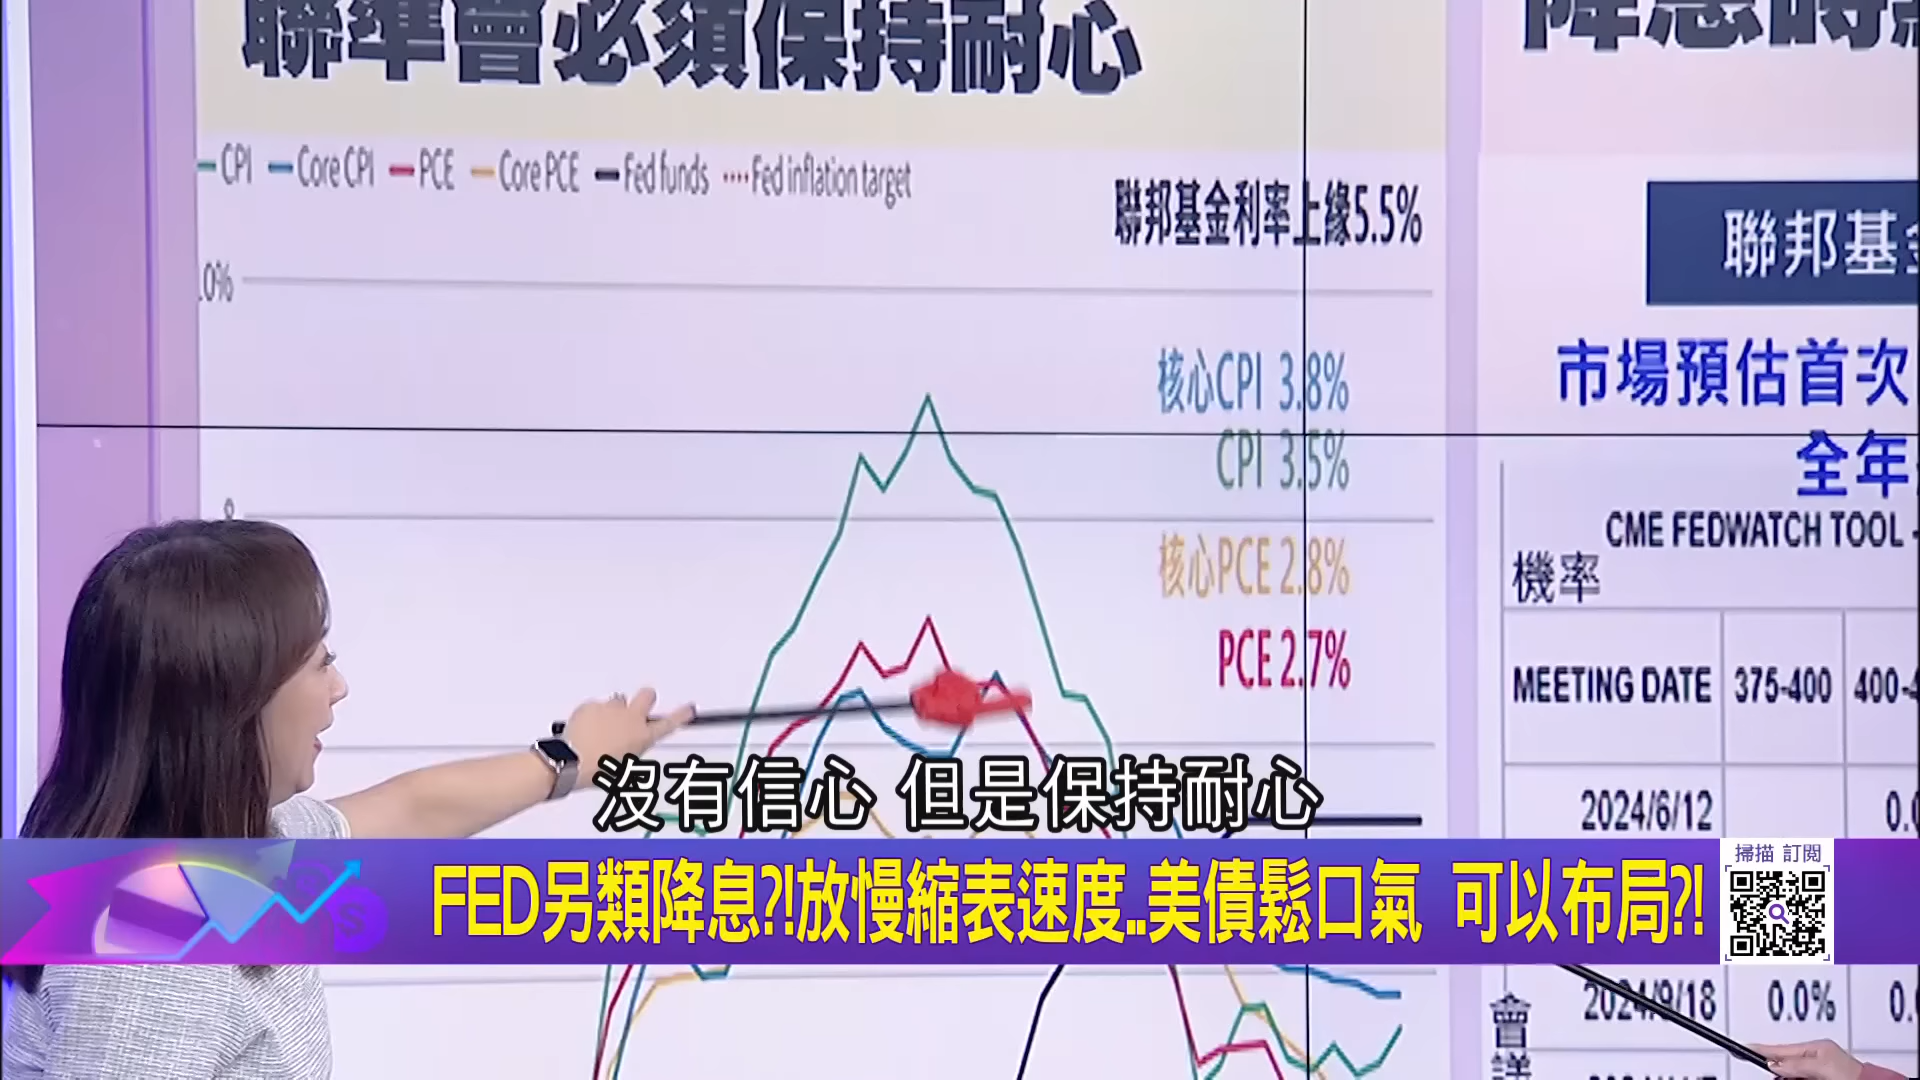 聯準會必須保持耐心
CPI Core CPI PCE Core PCE Fed funds Fed inflation target
聯邦基金利率上緣5.5%
0%
核心CPI 3.8%
CPI 3.5%
8
核心PCE 2.8%
PCE 2.7%
聯邦基
市場預估首次
全年
CME FEDWATCH TOOL -
機率
MEETING DATE 375-400 400-
2024/6/12 0.
2024/9/18 0.0% 0.
會
沒有信心 但是保持耐心
FED另類降息?!放慢縮表速度..美債鬆口氣 可以布局?!
掃描 訂閱